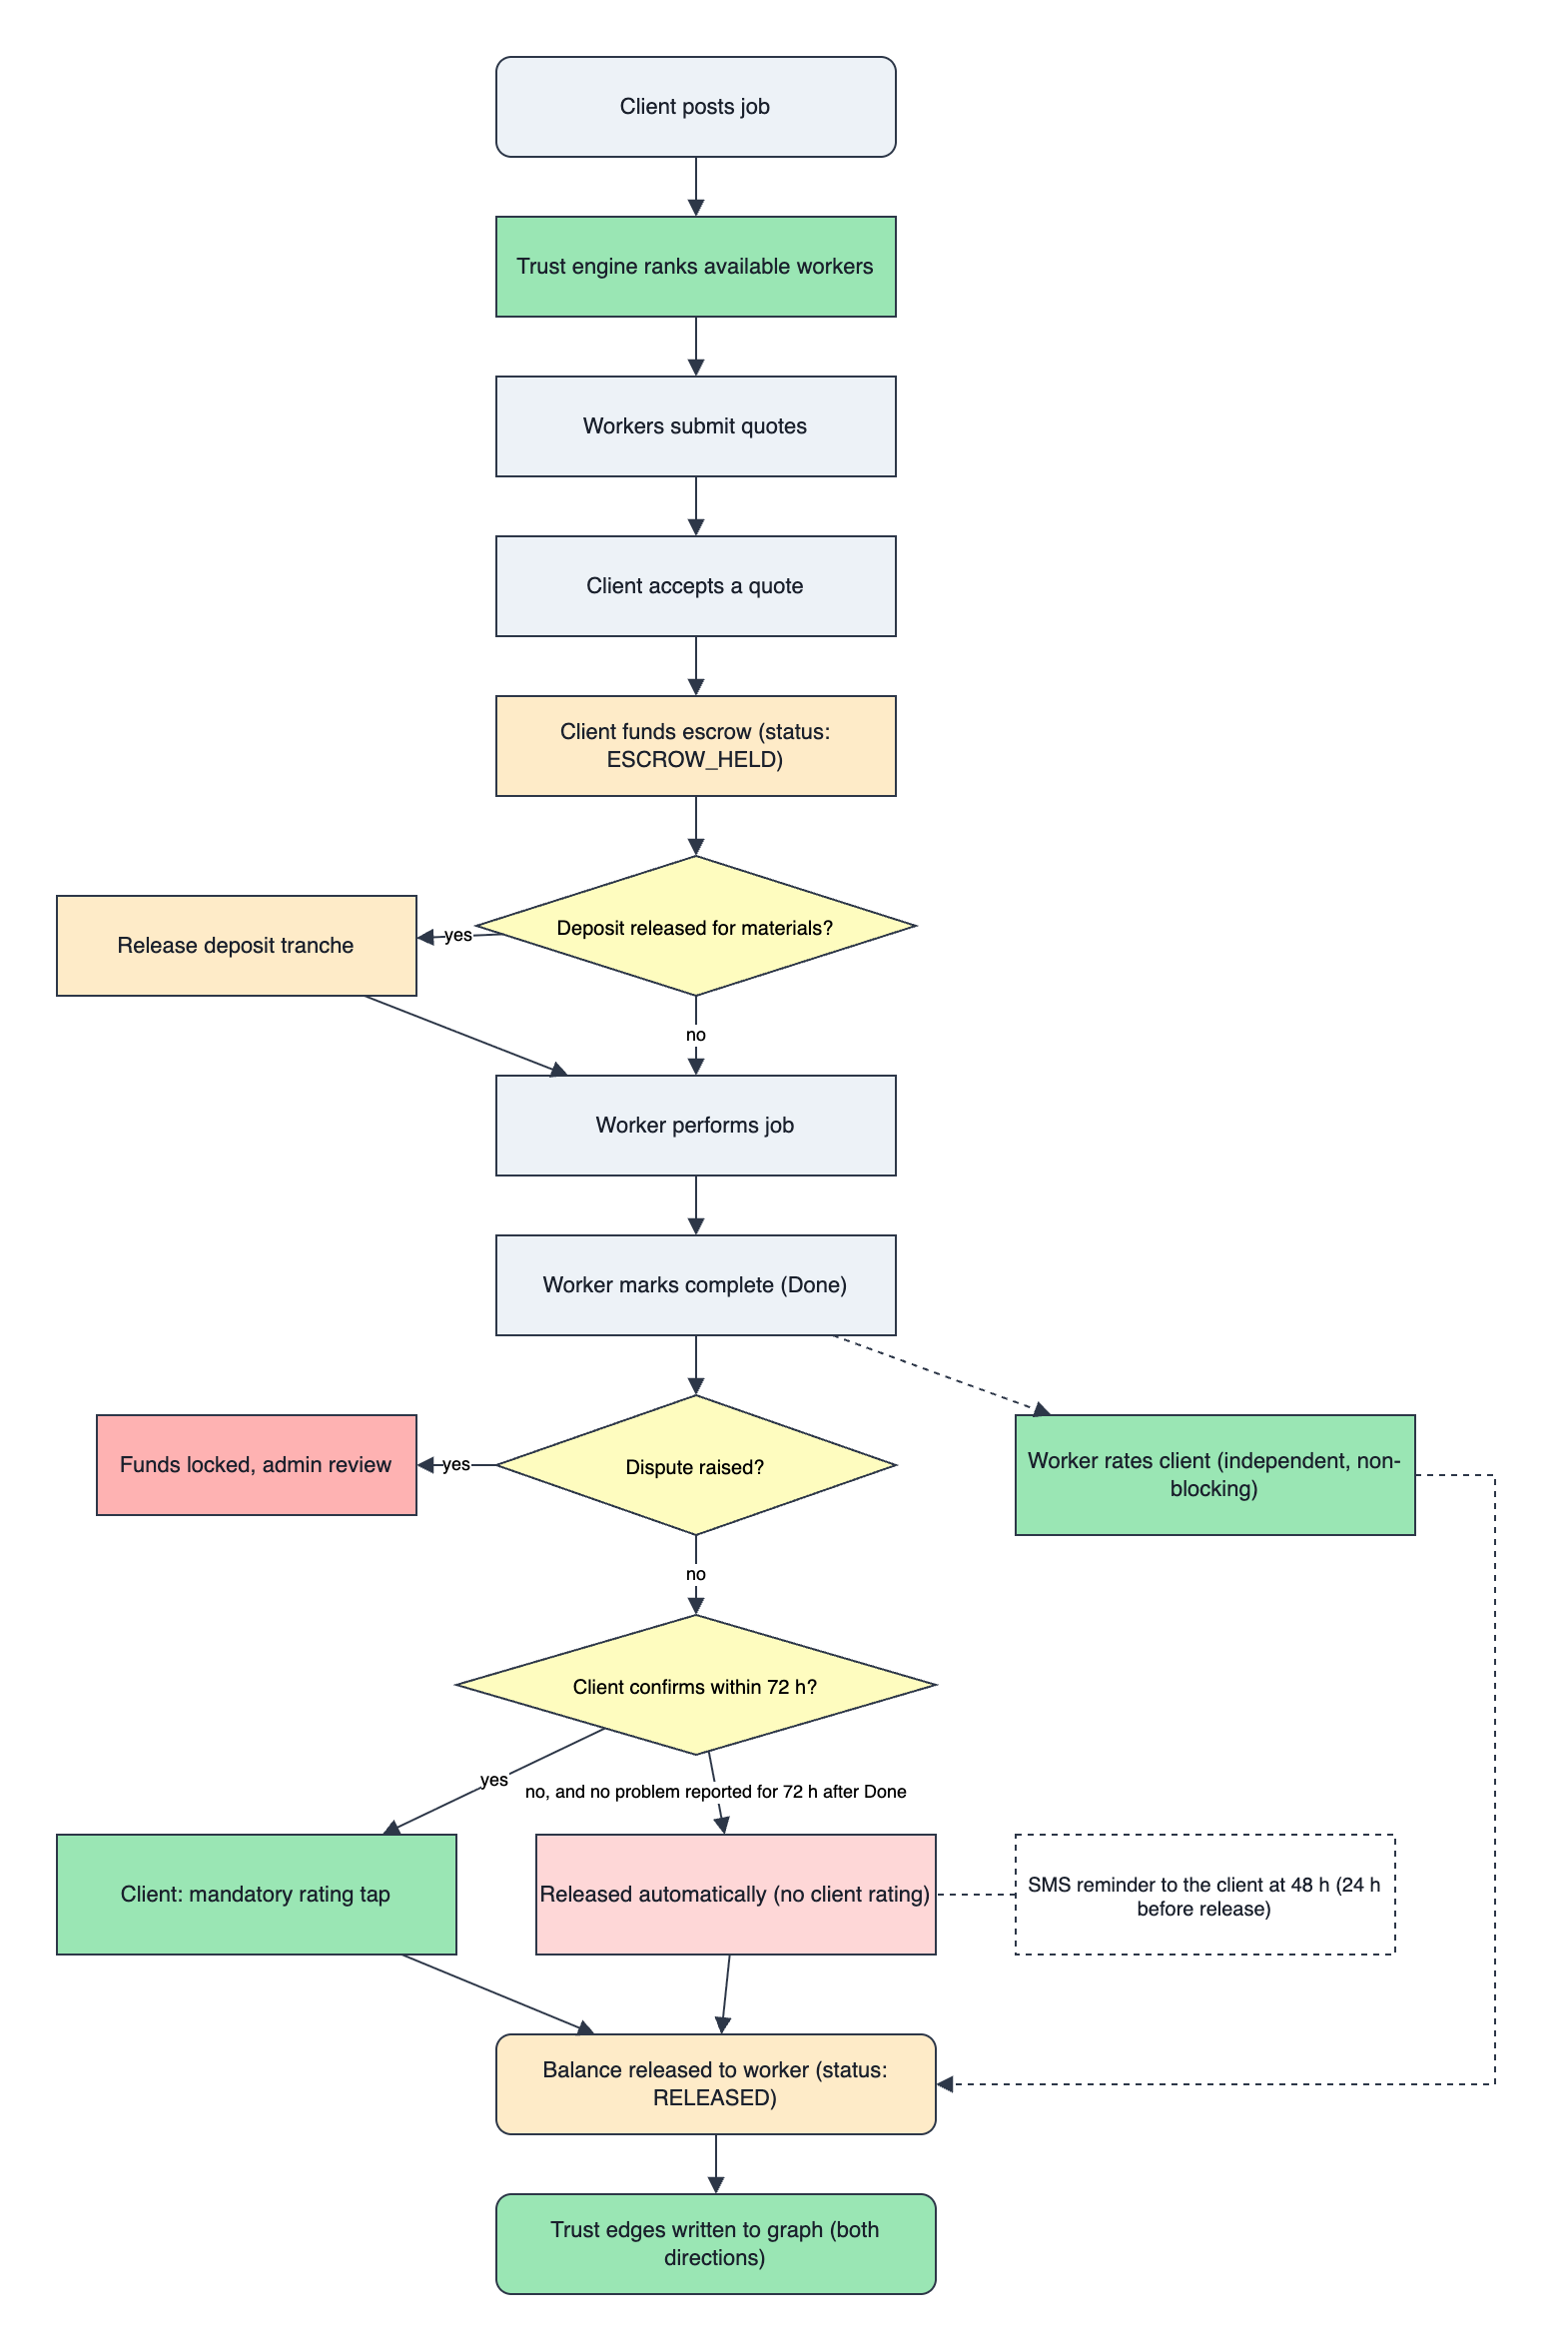 Client posts job
Trust engine ranks available workers
Workers submit quotes
Client accepts a quote
Client funds escrow (status:
ESCROW_HELD)
Deposit released for materials?
yes
Release deposit tranche
no
Worker performs job
Worker marks complete (Done)
Dispute raised?
yes
Funds locked, admin review
Worker rates client (independent, non-
blocking)
no
Client confirms within 72 h?
yes
no, and no problem reported for 72 h after Done
Client: mandatory rating tap
Released automatically (no client rating)
SMS reminder to the client at 48 h (24 h
before release)
Balance released to worker (status:
RELEASED)
Trust edges written to graph (both
directions)